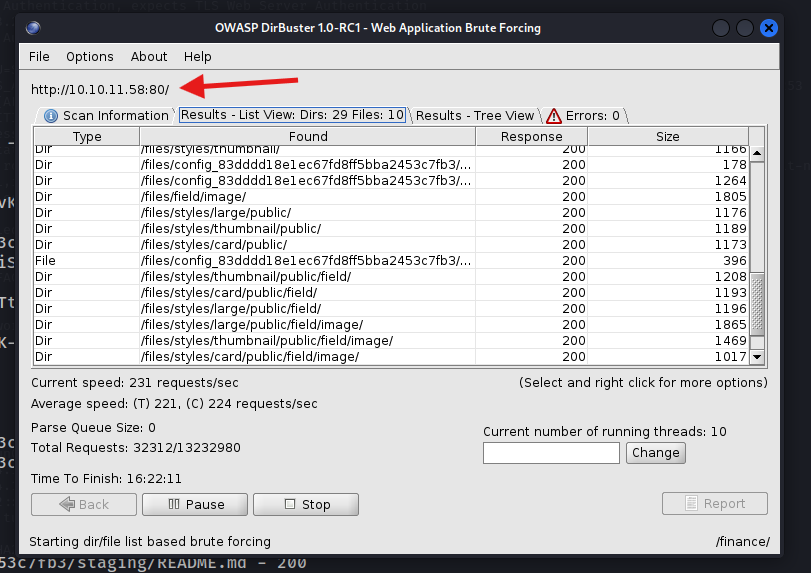 Authentication, expects TLS Web Server Authentication
OWASP DirBuster 1.0-RC1 - Web Application Brute Forcing
File Options About Help
http://10.10.11.58:80/
Scan Information Results - List View: Dirs: 29 Files: 10 Results - Tree View Errors: 0
Type Found Response Size
Dir /files/styles/thumbnail/ 200 1166
Dir /files/config_83dddd18e1ec67fd8ff5bba2453c7fb3/... 200 178
Dir /files/config_83dddd18e1ec67fd8ff5bba2453c7fb3/... 200 1264
Dir /files/field/image/ 200 1805
Dir /files/styles/large/public/ 200 1176
Dir /files/styles/thumbnail/public/ 200 1189
Dir /files/styles/card/public/ 200 1173
File /files/config_83dddd18e1ec67fd8ff5bba2453c7fb3/... 200 396
Dir /files/styles/thumbnail/public/field/ 200 1208
Dir /files/styles/card/public/field/ 200 1193
Dir /files/styles/large/public/field/ 200 1196
Dir /files/styles/large/public/field/image/ 200 1865
Dir /files/styles/thumbnail/public/field/image/ 200 1469
Dir /files/styles/card/public/field/image/ 200 1017
Current speed: 231 requests/sec (Select and right click for more options)
Average speed: (T) 221, (C) 224 requests/sec
Parse Queue Size: 0
Current number of running threads: 10
Total Requests: 32312/13232980
Change
Time To Finish: 16:22:11
Back Pause Stop Report
Starting dir/file list based brute forcing /finance/
53c7fb3/staging/README.md - 200